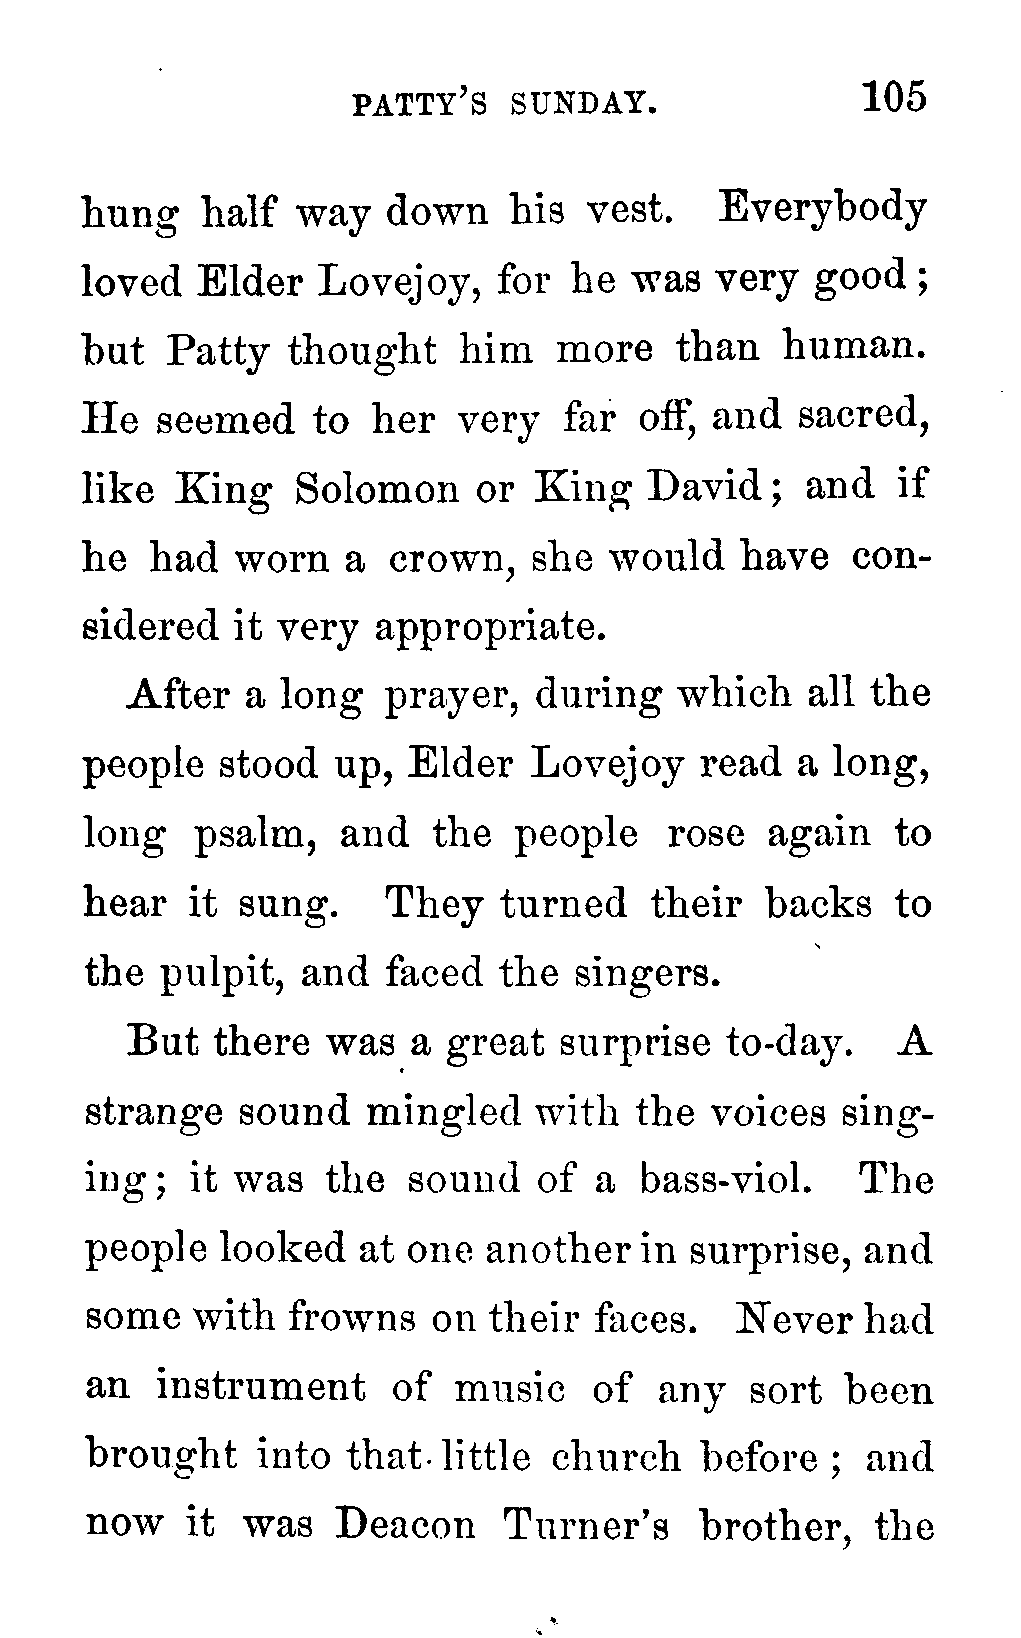 PATTY'S SUNDAY. 105
hung half way down his vest. Everybody
loved Elder Lovejoy, for he was very good;
but Patty thought him more than human.
He seemed to her very far off, and sacred,
like King Solomon or King David; and if
he had worn a crown, she would have con-
sidered it very appropriate.
After a long prayer, during which all the
people stood up, Elder Lovejoy read a long,
long psalm, and the people rose again to
hear it sung. They turned their backs to
the pulpit, and faced the singers.
But there was a great surprise to-day. A
strange sound mingled with the voices sing-
ing; it was the sound of a bass-viol. The
people looked at one another in surprise, and
some with frowns on their faces. Never had
an instrument of music of any sort been
brought into that little church before; and
now it was Deacon Turner's brother, the